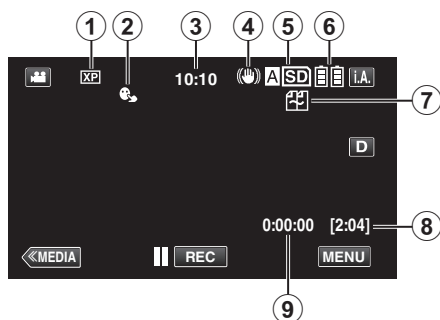 1 2 3 4 5 6
XP 10:10 A SD i.A.
7
D
0:00:00 [2:04] 8
≪MEDIA REC MENU
9